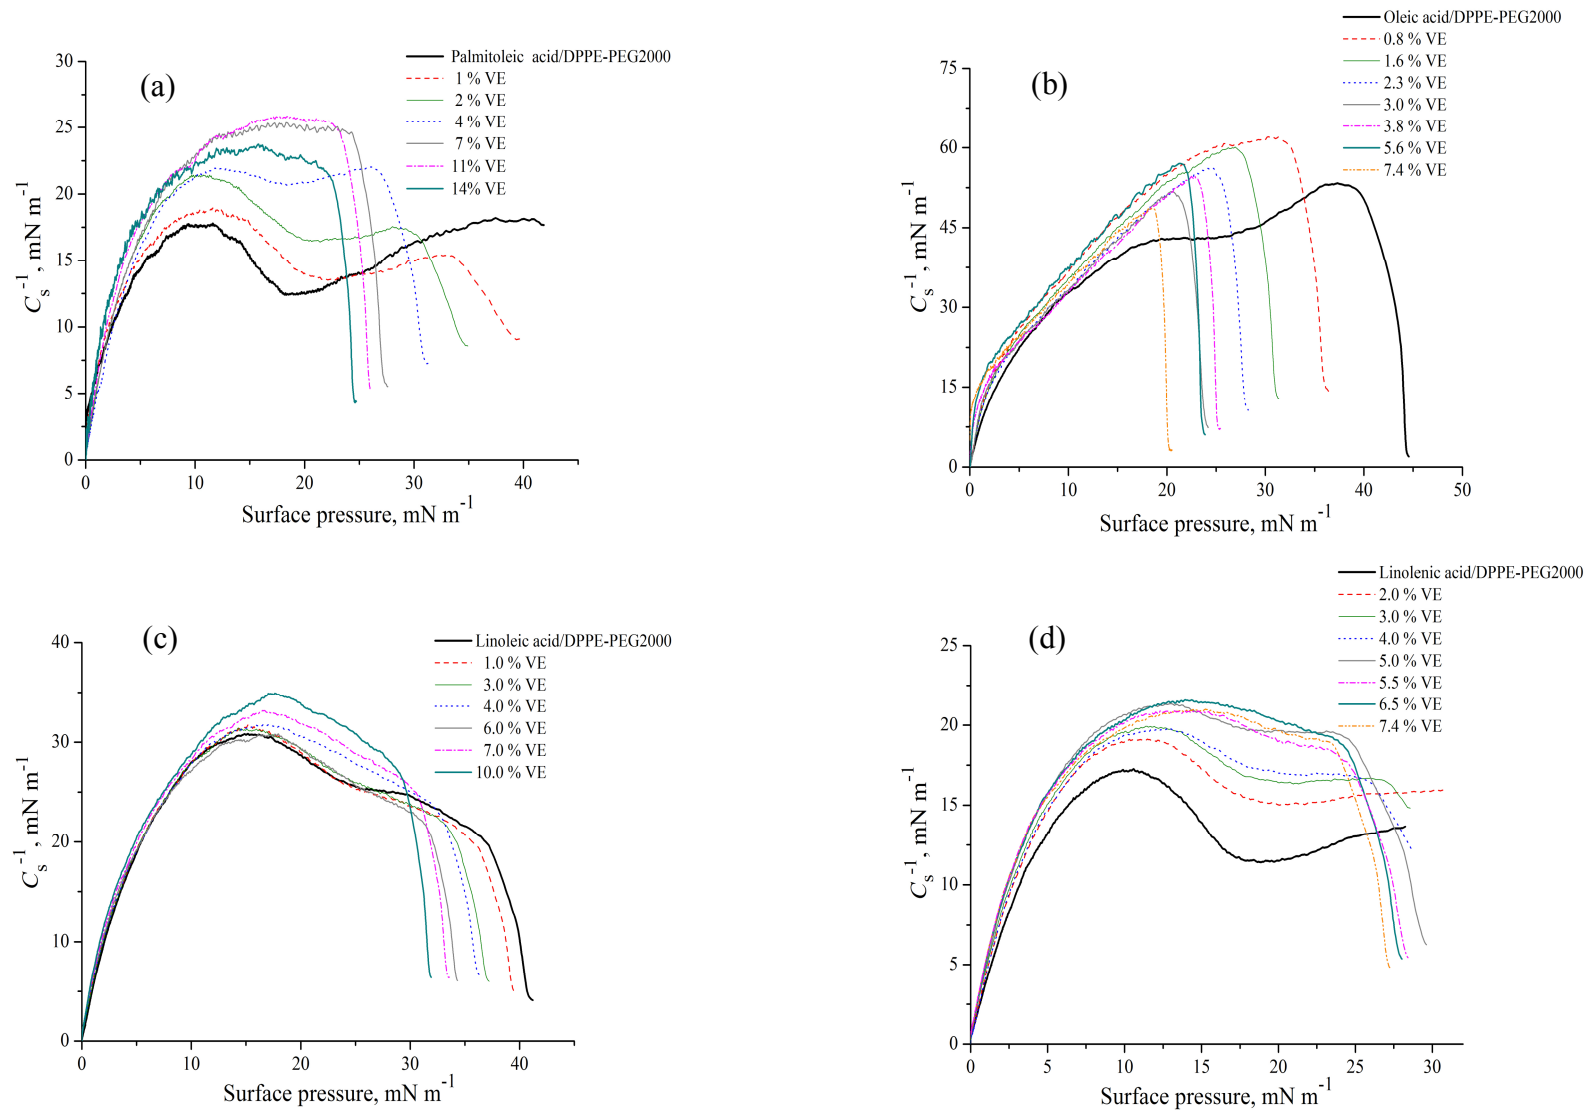 (a)
Palmitoleic acid/DPPE-PEG2000
1 % VE
2 % VE
4 % VE
7 % VE
11% VE
14% VE
30
25
20
15
10
5
0
C_s^-1, mN m^-1
0 10 20 30 40
Surface pressure, mN m^-1
(b)
Oleic acid/DPPE-PEG2000
0.8 % VE
1.6 % VE
2.3 % VE
3.0 % VE
3.8 % VE
5.6 % VE
7.4 % VE
75
60
45
30
15
0
C_s^-1, mN m^-1
0 10 20 30 40 50
Surface pressure, mN m^-1
(c)
Linoleic acid/DPPE-PEG2000
1.0 % VE
3.0 % VE
4.0 % VE
6.0 % VE
7.0 % VE
10.0 % VE
40
30
20
10
0
C_s^-1, mN m^-1
0 10 20 30 40
Surface pressure, mN m^-1
(d)
Linolenic acid/DPPE-PEG2000
2.0 % VE
3.0 % VE
4.0 % VE
5.0 % VE
5.5 % VE
6.5 % VE
7.4 % VE
25
20
15
10
5
0
C_s^-1, mN m^-1
0 5 10 15 20 25 30
Surface pressure, mN m^-1